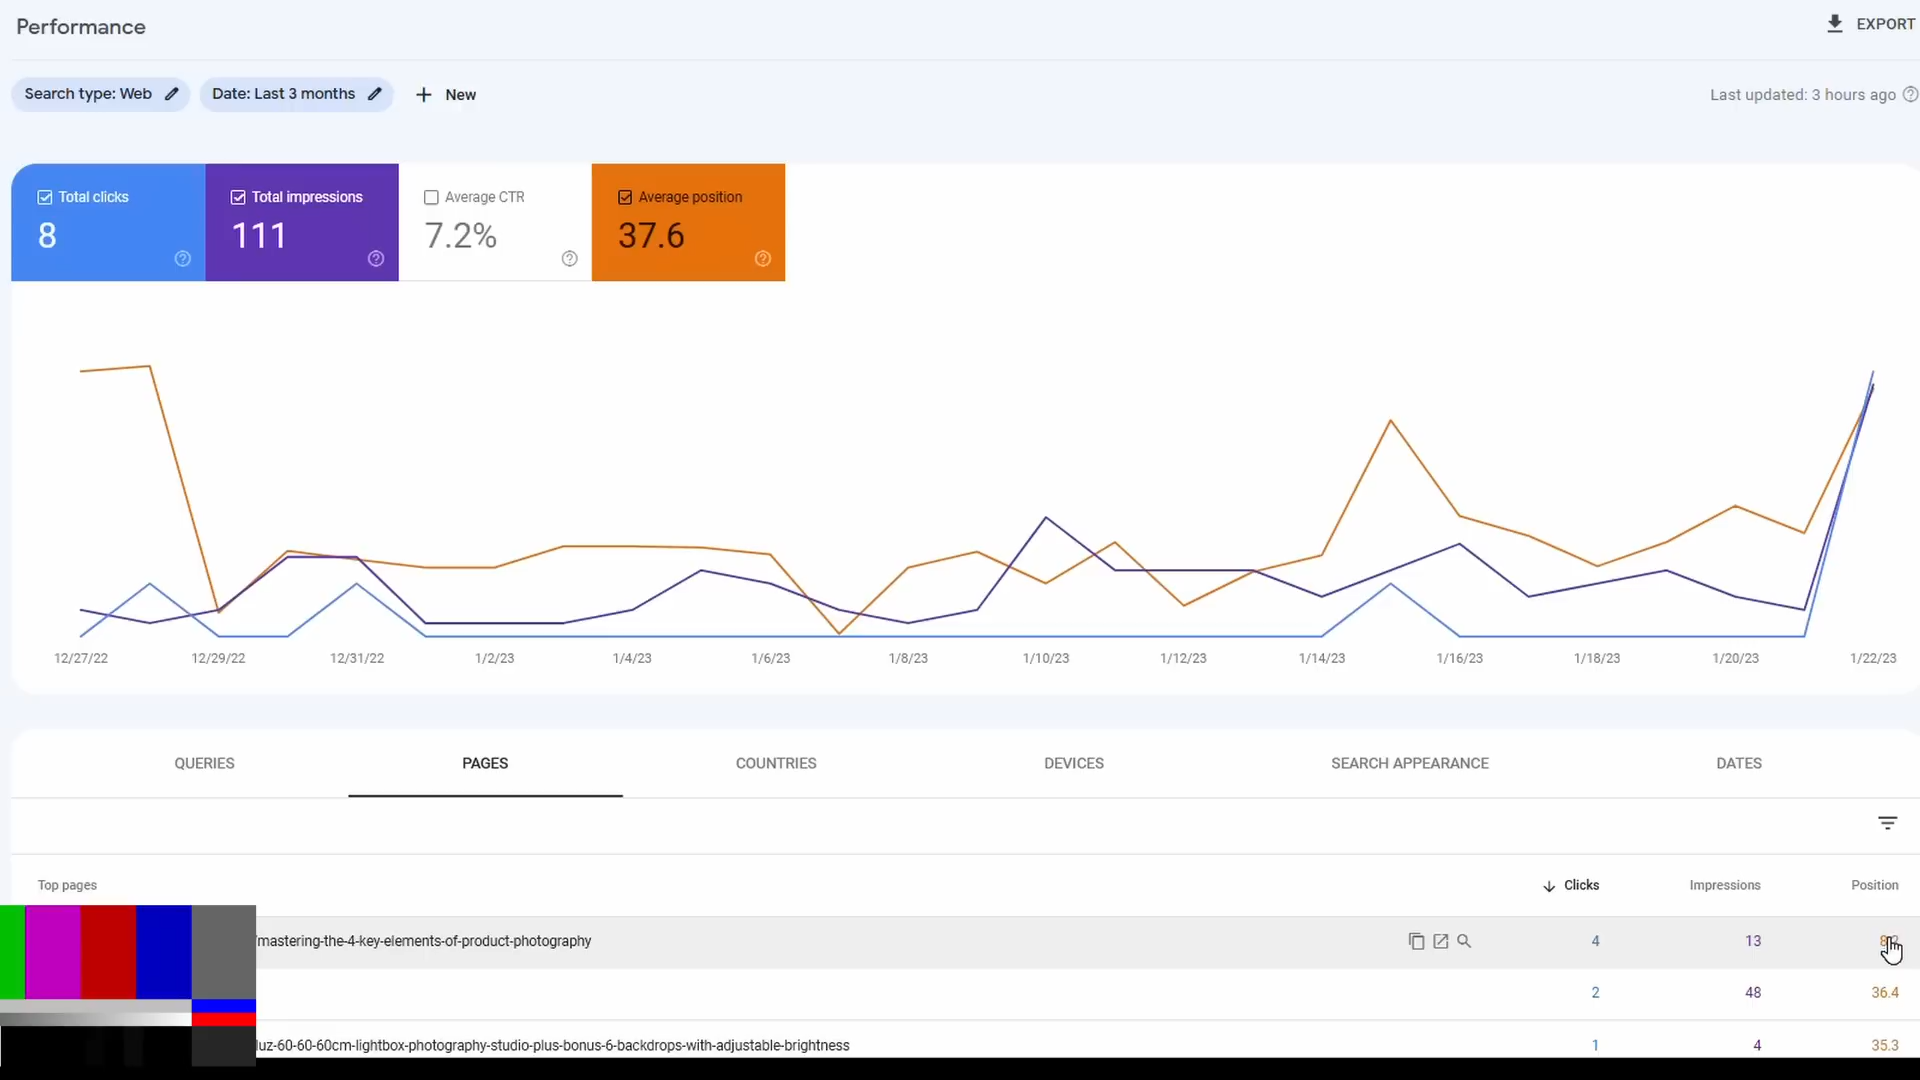 Performance
EXPORT
Search type: Web
Date: Last 3 months
New
Last updated: 3 hours ago
Total clicks
8
Total impressions
111
Average CTR
7.2%
Average position
37.6
12/27/22 12/29/22 12/31/22 1/2/23 1/4/23 1/6/23 1/8/23 1/10/23 1/12/23 1/14/23 1/16/23 1/18/23 1/20/23 1/22/23
QUERIES PAGES COUNTRIES DEVICES SEARCH APPEARANCE DATES
Top pages Clicks Impressions Position
/mastering-the-4-key-elements-of-product-photography 4 13
2 48 36.4
luz-60-60-60cm-lightbox-photography-studio-plus-bonus-6-backdrops-with-adjustable-brightness 1 4 35.3